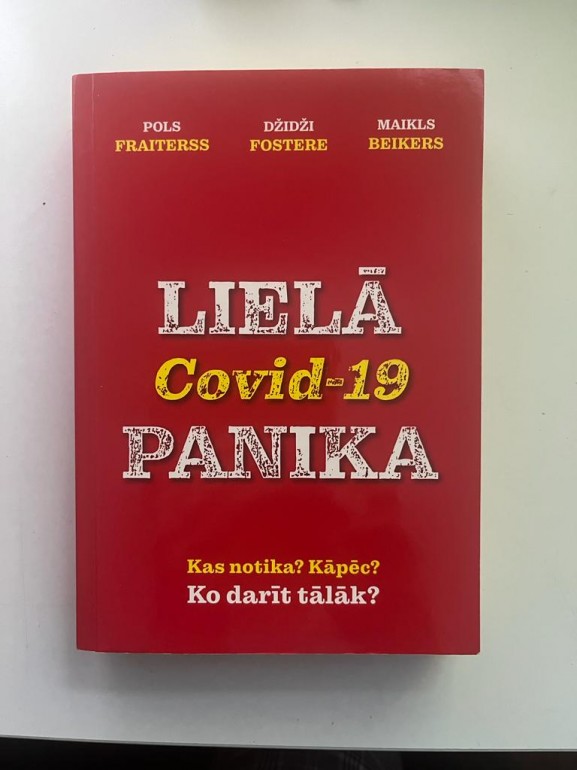 POLS
FRAITERSS
DŽIDŽI
FOSTERE
MAIKLS
BEIKERS
LIELĀ
Covid-19
PANIKA
Kas notika? Kāpēc?
Ko darīt tālāk?